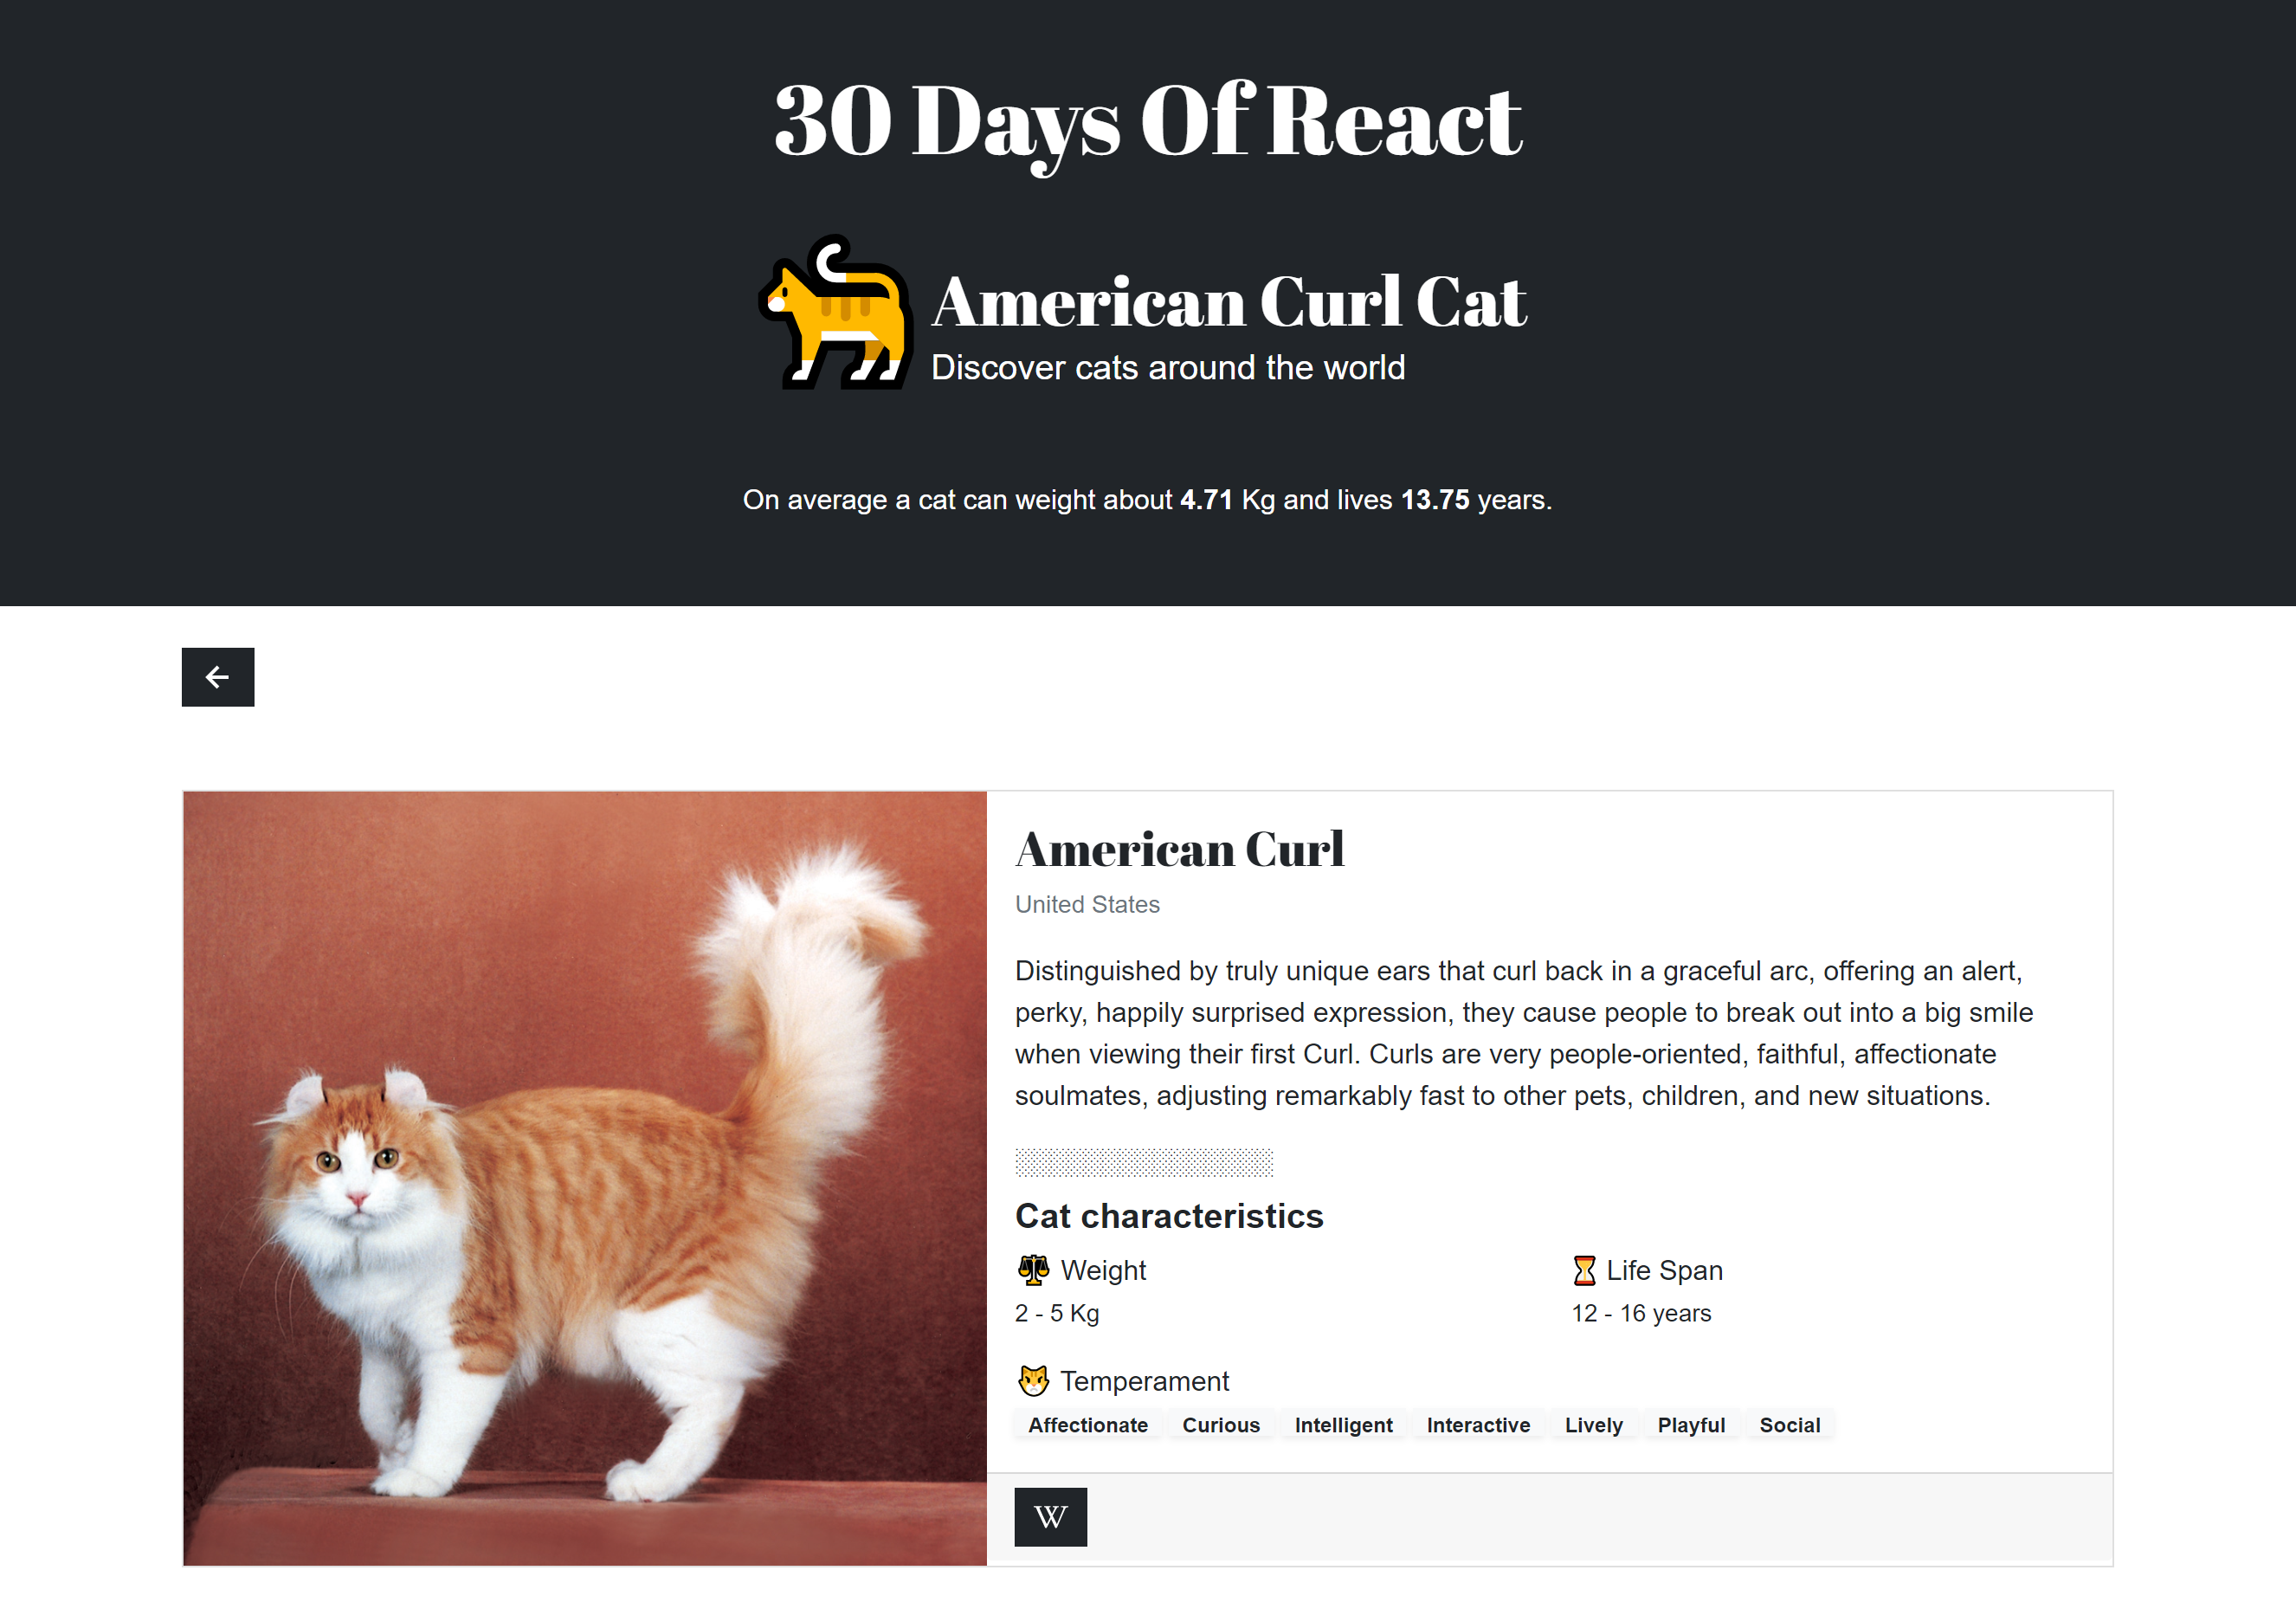 30 Days Of React
American Curl Cat
Discover cats around the world
On average a cat can weight about 4.71 Kg and lives 13.75 years.
American Curl
United States
Distinguished by truly unique ears that curl back in a graceful arc, offering an alert,
perky, happily surprised expression, they cause people to break out into a big smile
when viewing their first Curl. Curls are very people-oriented, faithful, affectionate
soulmates, adjusting remarkably fast to other pets, children, and new situations.
Cat characteristics
Weight
2 - 5 Kg
Life Span
12 - 16 years
Temperament
Affectionate Curious Intelligent Interactive Lively Playful Social
W